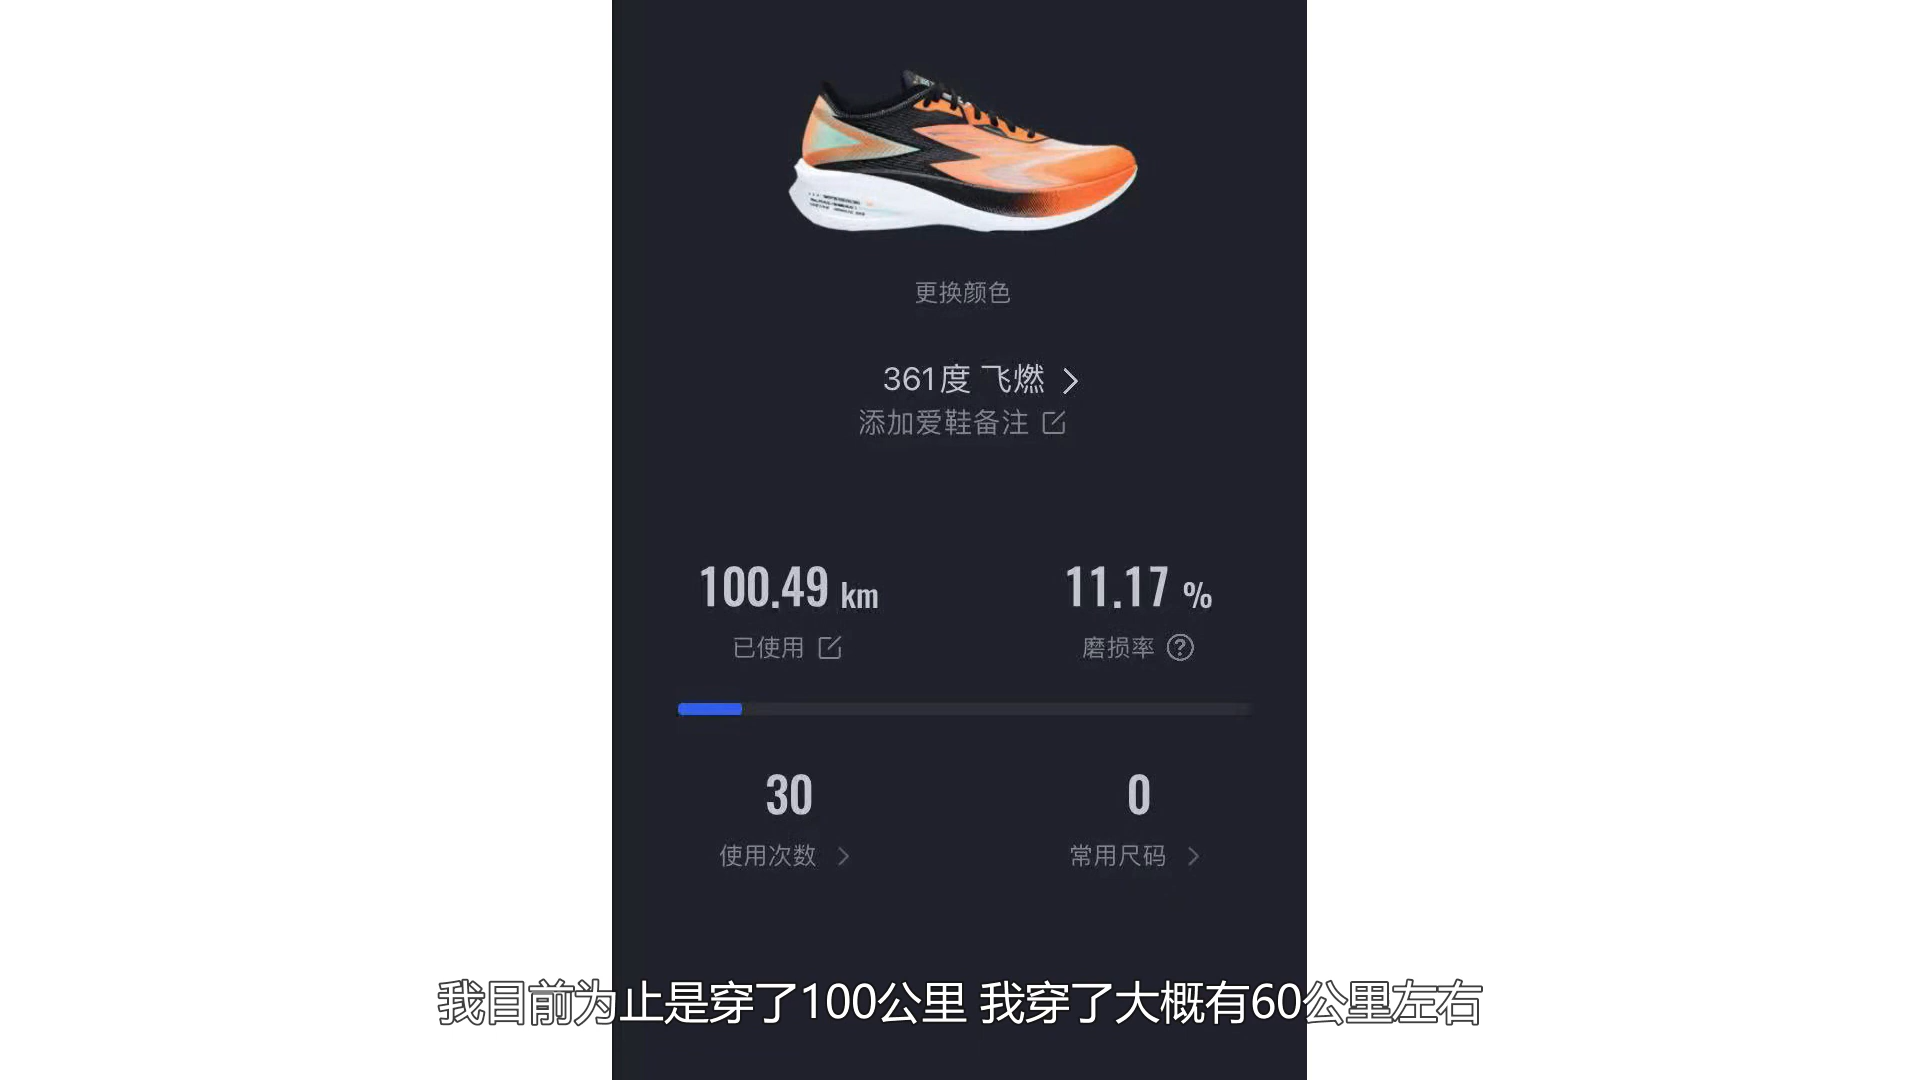 更换颜色
361度 飞燃
添加爱鞋备注
100.49 km
11.17 %
已使用
磨损率
30
0
使用次数
常用尺码
我目前为止是穿了100公里 我穿了大概有60公里左右